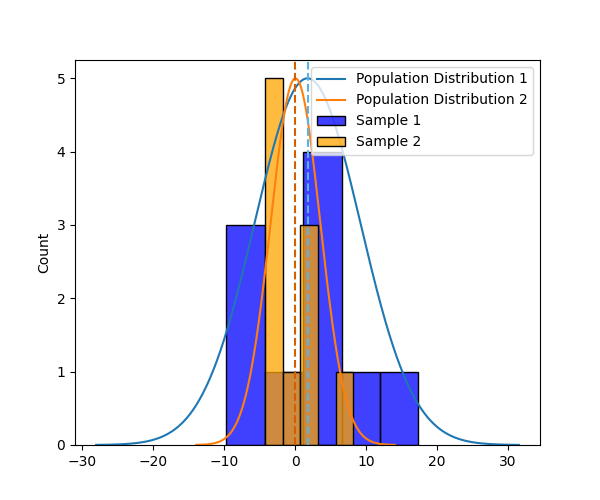 Population Distribution 1
Population Distribution 2
Sample 1
Sample 2
Count
5
4
3
2
1
0
−30 −20 −10 0 10 20 30